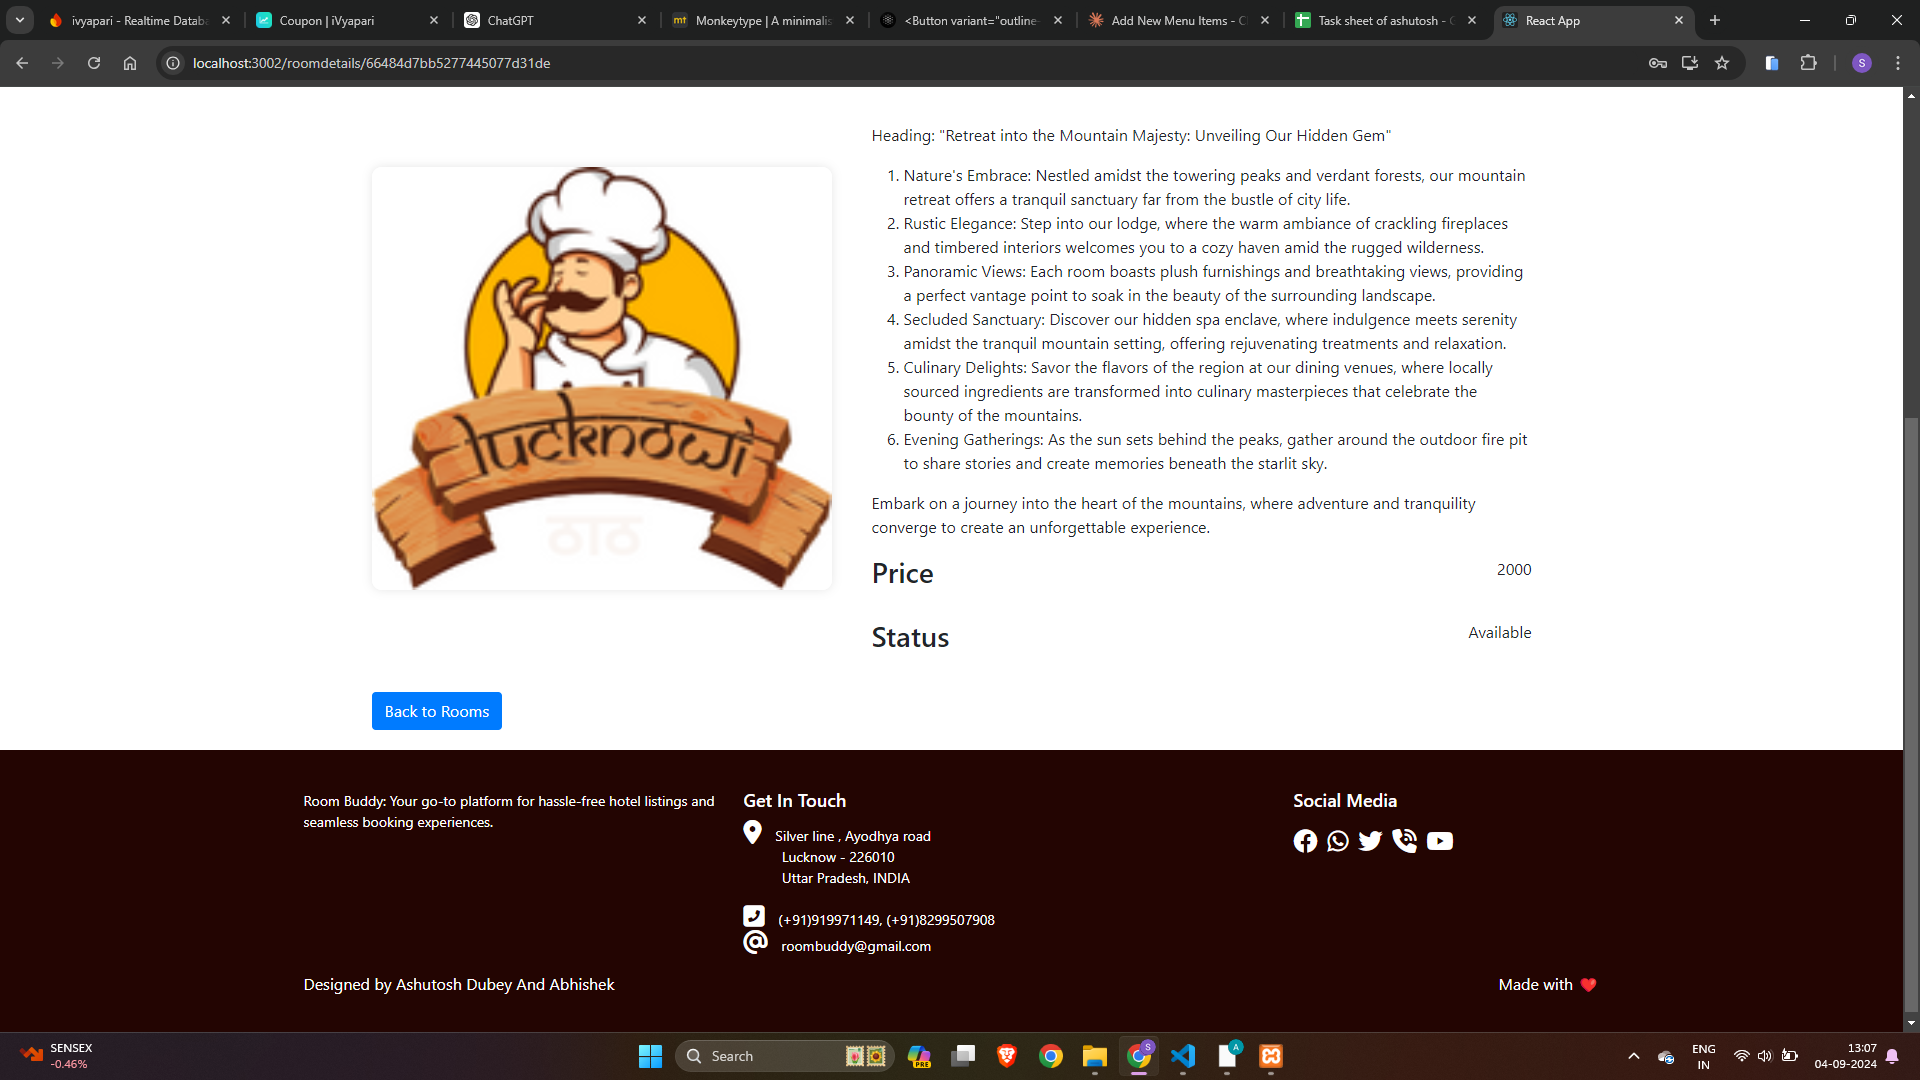 ivyapari - Realtime Databa
Coupon | iVyapari
ChatGPT
Monkeytype | A minimalis
<Button variant="outline-
Add New Menu Items - C
Task sheet of ashutosh - G
React App
localhost:3002/roomdetails/66484d7bb5277445077d31de
S
Heading: "Retreat into the Mountain Majesty: Unveiling Our Hidden Gem"
1. Nature's Embrace: Nestled amidst the towering peaks and verdant forests, our mountain
retreat offers a tranquil sanctuary far from the bustle of city life.
2. Rustic Elegance: Step into our lodge, where the warm ambiance of crackling fireplaces
and timbered interiors welcomes you to a cozy haven amid the rugged wilderness.
3. Panoramic Views: Each room boasts plush furnishings and breathtaking views, providing
a perfect vantage point to soak in the beauty of the surrounding landscape.
4. Secluded Sanctuary: Discover our hidden spa enclave, where indulgence meets serenity
amidst the tranquil mountain setting, offering rejuvenating treatments and relaxation.
5. Culinary Delights: Savor the flavors of the region at our dining venues, where locally
sourced ingredients are transformed into culinary masterpieces that celebrate the
bounty of the mountains.
6. Evening Gatherings: As the sun sets behind the peaks, gather around the outdoor fire pit
to share stories and create memories beneath the starlit sky.
Embark on a journey into the heart of the mountains, where adventure and tranquility
converge to create an unforgettable experience.
lucknowi
Price
2000
Status
Available
Back to Rooms
Room Buddy: Your go-to platform for hassle-free hotel listings and
seamless booking experiences.
Get In Touch
Silver line , Ayodhya road
Lucknow - 226010
Uttar Pradesh, INDIA
(+91)919971149, (+91)8299507908
roombuddy@gmail.com
Social Media
Designed by Ashutosh Dubey And Abhishek
Made with
SENSEX
-0.46%
Search
PRE
S
A
ENG
IN
13:07
04-09-2024